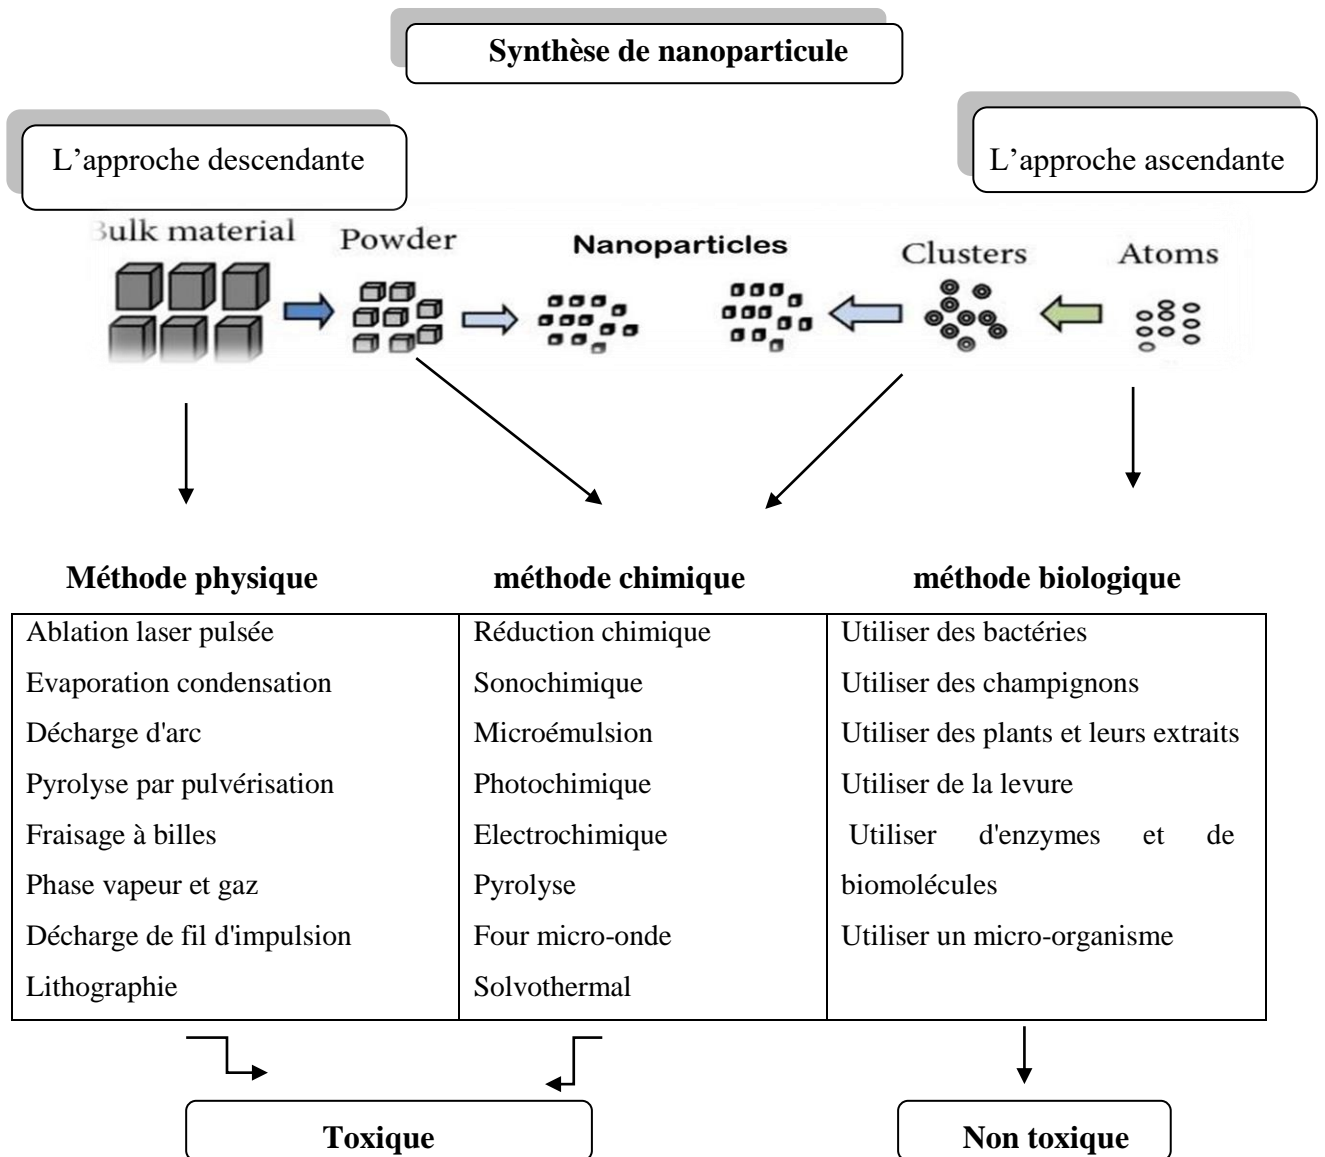 Synthèse de nanoparticule
L’approche descendante
L’approche ascendante
Bulk material
Powder
Nanoparticles
Clusters
Atoms
Méthode physique
méthode chimique
méthode biologique
Ablation laser pulsée
Evaporation condensation
Décharge d'arc
Pyrolyse par pulvérisation
Fraisage à billes
Phase vapeur et gaz
Décharge de fil d'impulsion
Lithographie
Réduction chimique
Sonochimique
Microémulsion
Photochimique
Electrochimique
Pyrolyse
Four micro-onde
Solvothermal
Utiliser des bactéries
Utiliser des champignons
Utiliser des plants et leurs extraits
Utiliser de la levure
Utiliser d'enzymes et de
biomolécules
Utiliser un micro-organisme
Toxique
Non toxique